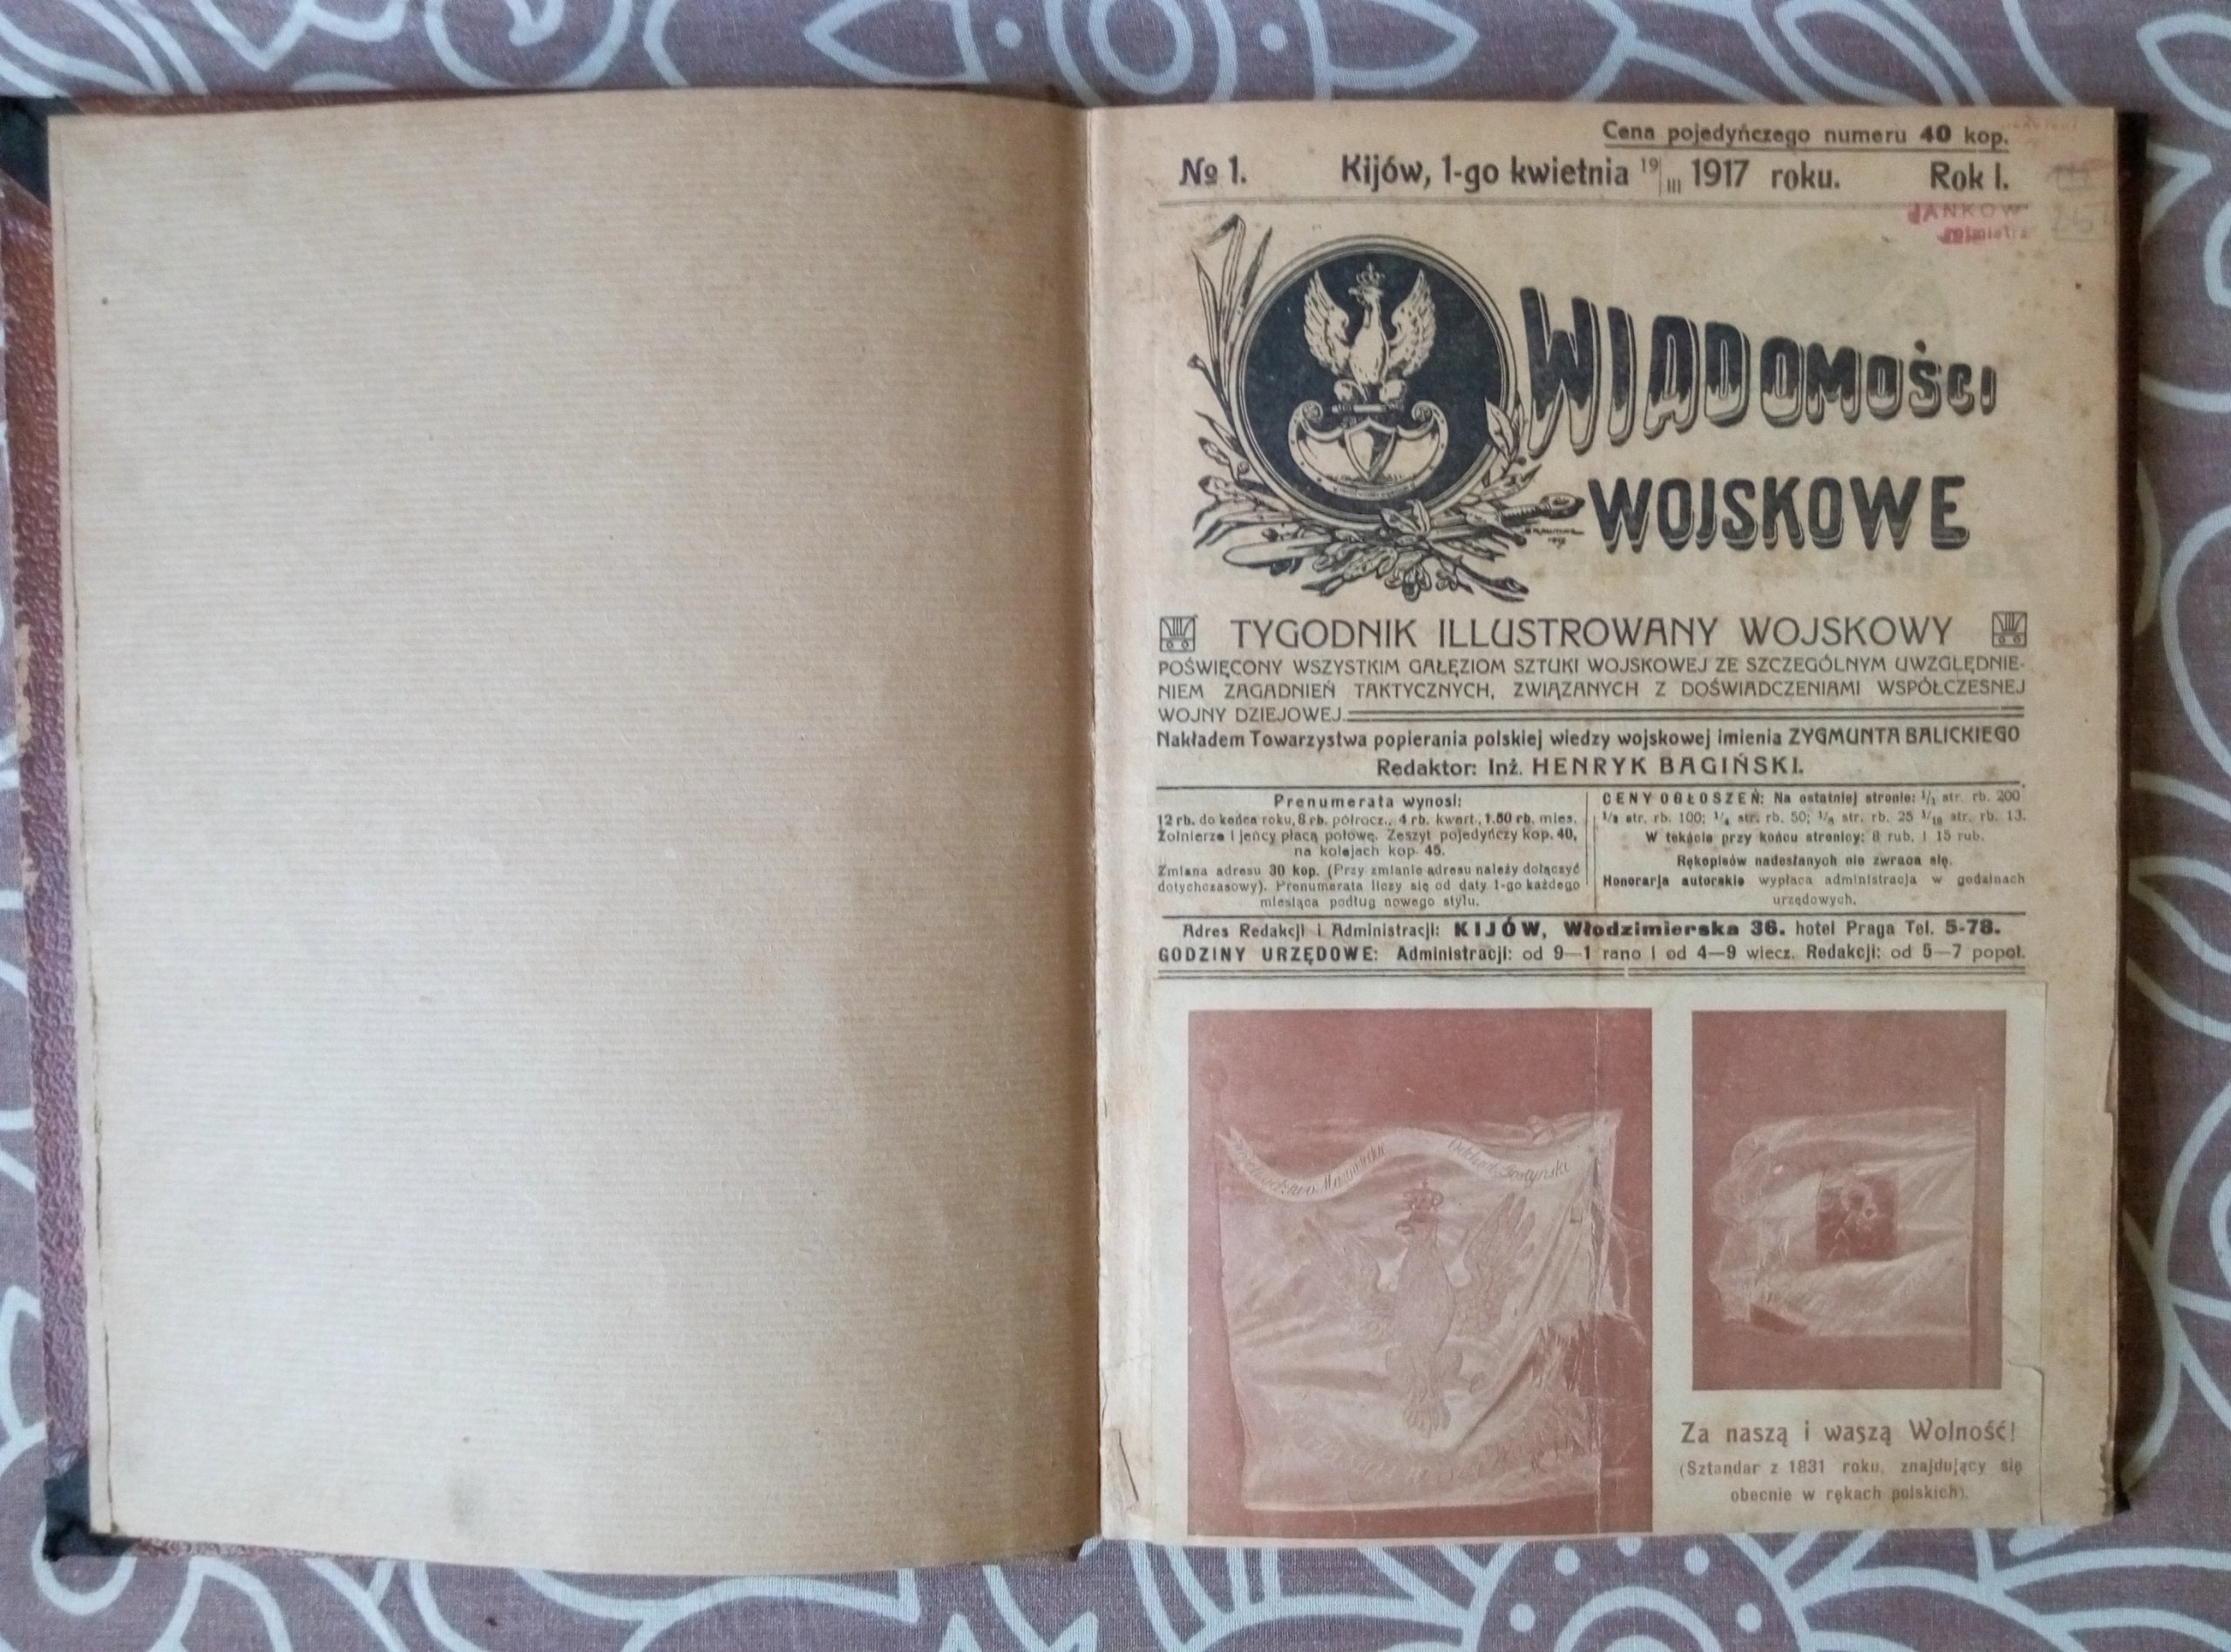 Cena pojedyńczego numeru 40 kop.
№ 1. Kijów, 1-go kwietnia 19/III 1917 roku. Rok I.
JANKOW
WIADOMOŚCI
WOJSKOWE
TYGODNIK ILLUSTROWANY WOJSKOWY
POŚWIĘCONY WSZYSTKIM GAŁĘZIOM SZTUKI WOJSKOWEJ ZE SZCZEGÓLNYM UWZGLĘDNIE-
NIEM ZAGADNIEŃ TAKTYCZNYCH, ZWIĄZANYCH Z DOŚWIADCZENIAMI WSPÓŁCZESNEJ
WOJNY DZIEJOWEJ.
Nakładem Towarzystwa popierania polskiej wiedzy wojskowej imienia ZYGMUNTA BALICKIEGO
Redaktor: Inż. HENRYK BAGIŃSKI.
Prenumerata wynosi:
12 rb. do końca roku, 8 rb. półrocz., 4 rb. kwart., 1.50 rb. mies.
Żołnierze i jeńcy płacą połowę. Zeszyt pojedyńczy kop. 40,
na kolejach kop. 45.
Zmiana adresu 30 kop. (Przy zmianie adresu należy dołączyć
dotychczasowy). Prenumerata liczy się od daty 1-go każdego
miesiąca podług nowego stylu.
CENY OGŁOSZEŃ: Na ostatniej stronie: 1/1 str. rb. 200
1/2 str. rb. 100; 1/4 str. rb. 50; 1/8 str. rb. 25 1/16 str. rb. 13.
W tekście przy końcu stronicy: 8 rub. i 15 rub.
Rękopisów nadesłanych nie zwraca się.
Honorarja autorskie wypłaca administracja w godzinach
urzędowych.
Adres Redakcji i Administracji: KIJÓW, Włodzimierska 36. hotel Praga Tel. 5-78.
GODZINY URZĘDOWE: Administracji: od 9—1 rano i od 4—9 wiecz. Redakcji: od 5—7 popoł.
Województwo Mazowieckie Oddział Gostyński
Za naszą i waszą Wolność!
(Sztandar z 1831 roku, znajdujący się
obecnie w rękach polskich).